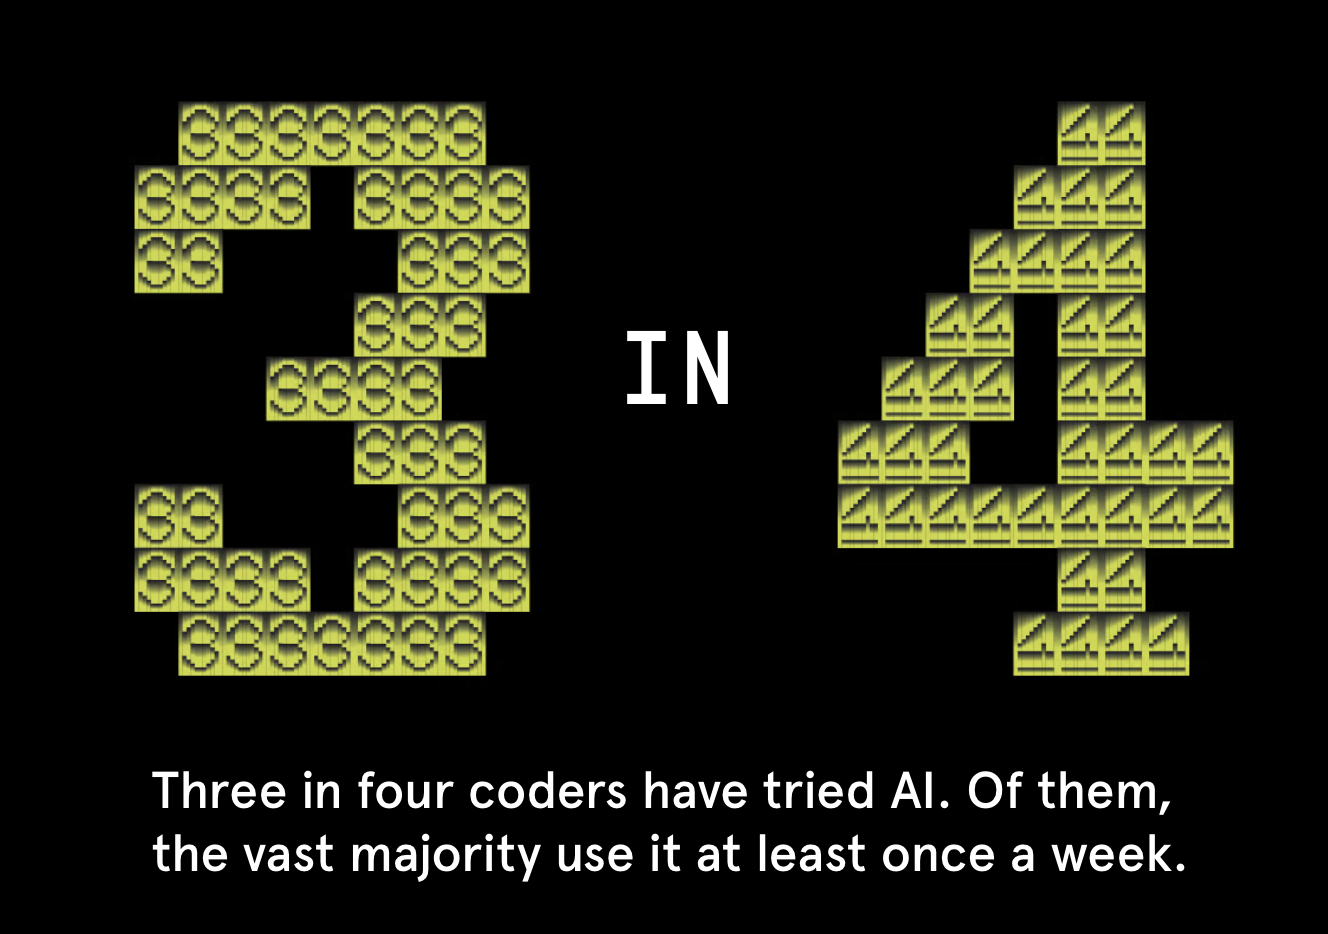 3 IN 4
Three in four coders have tried AI. Of them,
the vast majority use it at least once a week.